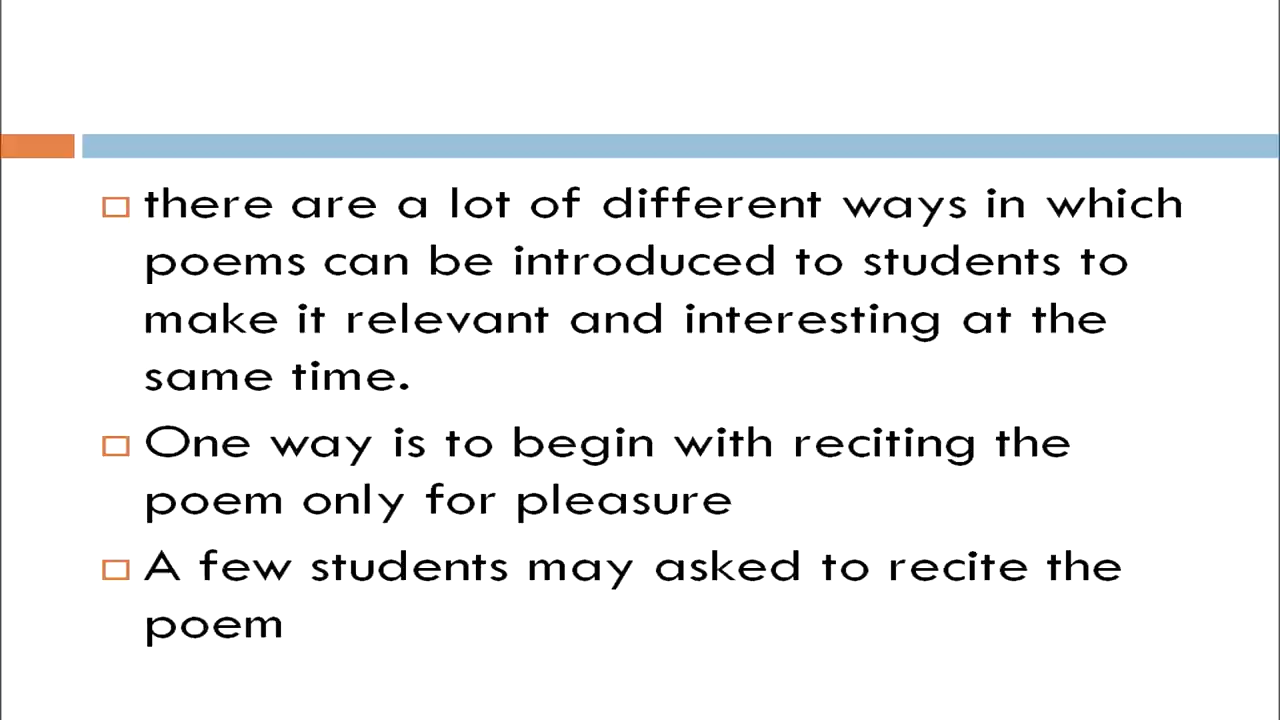 there are a lot of different ways in which
poems can be introduced to students to
make it relevant and interesting at the
same time.
One way is to begin with reciting the
poem only for pleasure
A few students may asked to recite the
poem